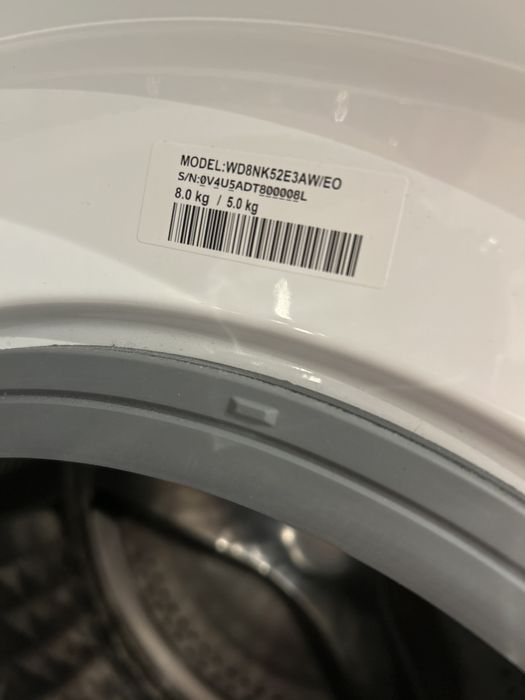 MODEL:WD8NK52E3AW/EO
S/N:0V4U5ADT800008L
8.0 kg / 5.0 kg